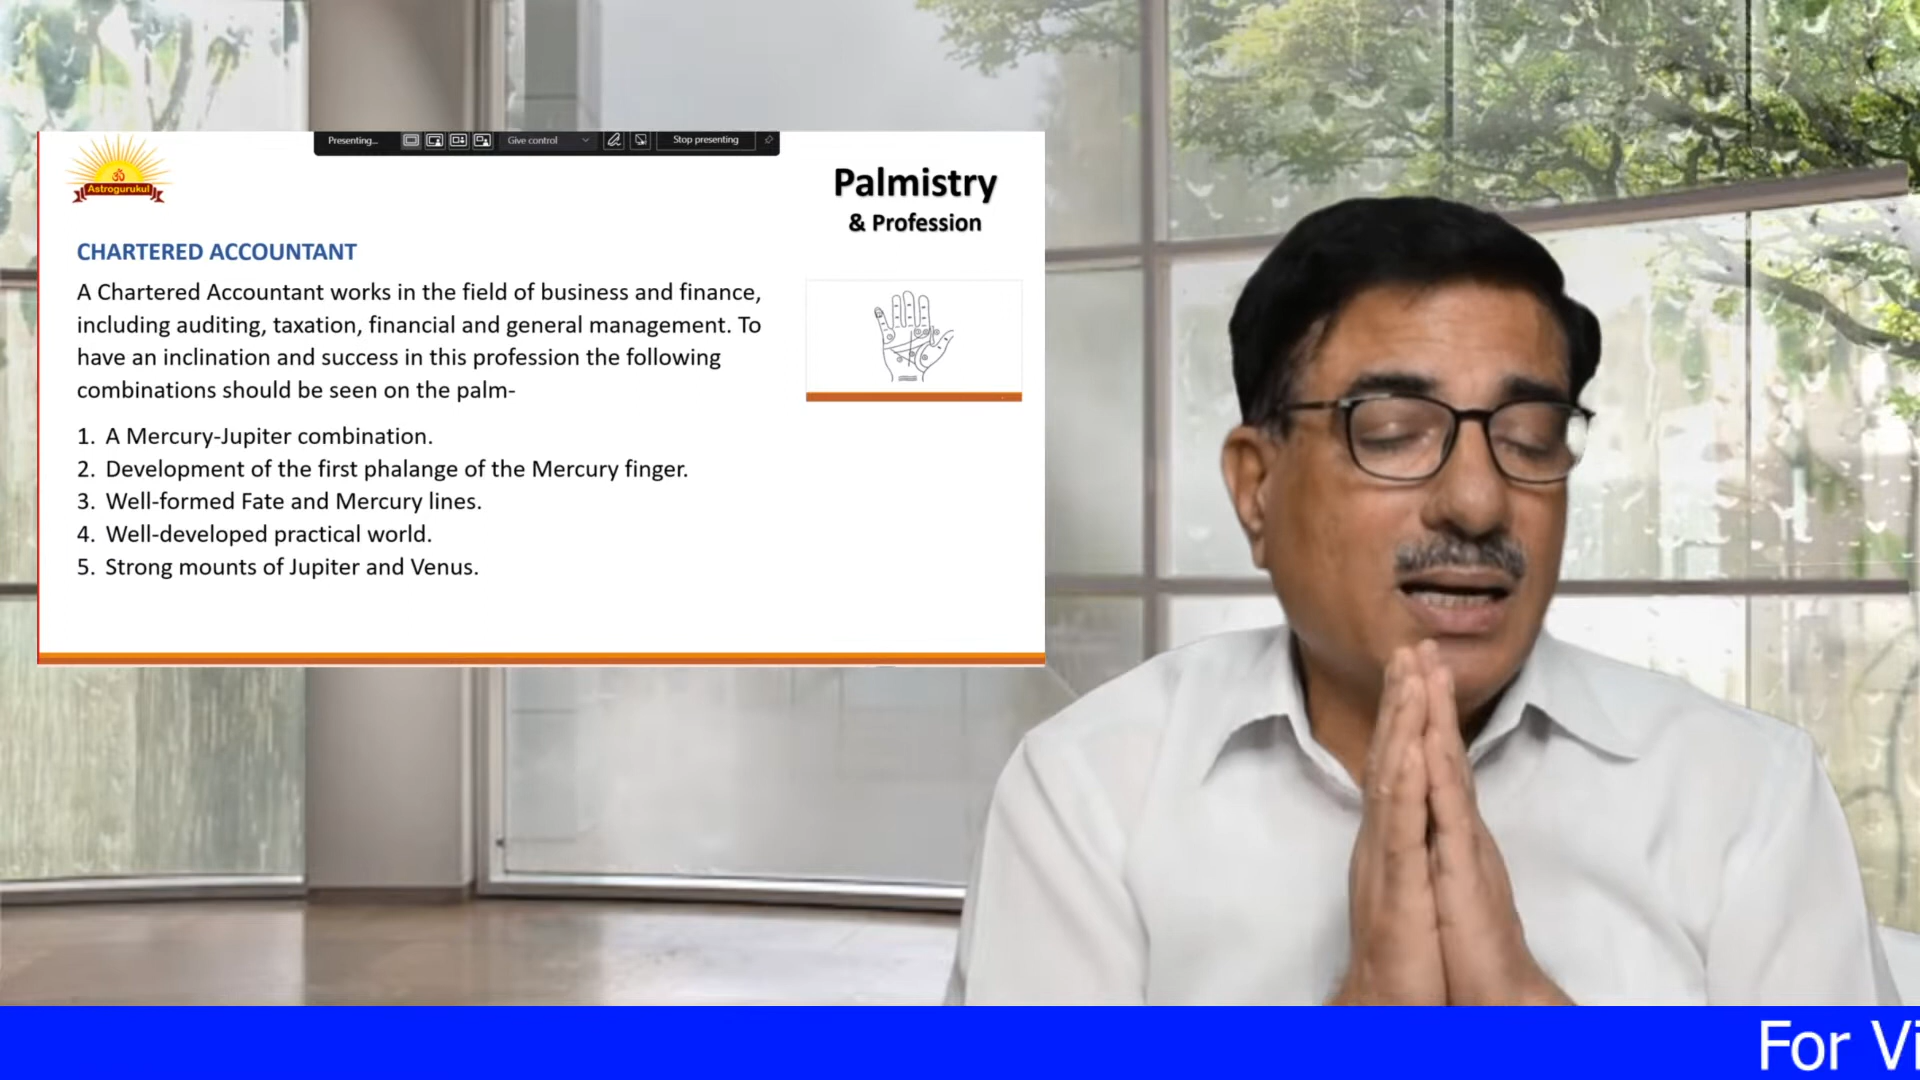 Presenting...
Give control
Stop presenting
ॐ
Astrogurukul
Palmistry
& Profession
CHARTERED ACCOUNTANT
A Chartered Accountant works in the field of business and finance,
including auditing, taxation, financial and general management. To
have an inclination and success in this profession the following
combinations should be seen on the palm-
1. A Mercury-Jupiter combination.
2. Development of the first phalange of the Mercury finger.
3. Well-formed Fate and Mercury lines.
4. Well-developed practical world.
5. Strong mounts of Jupiter and Venus.
For Vi